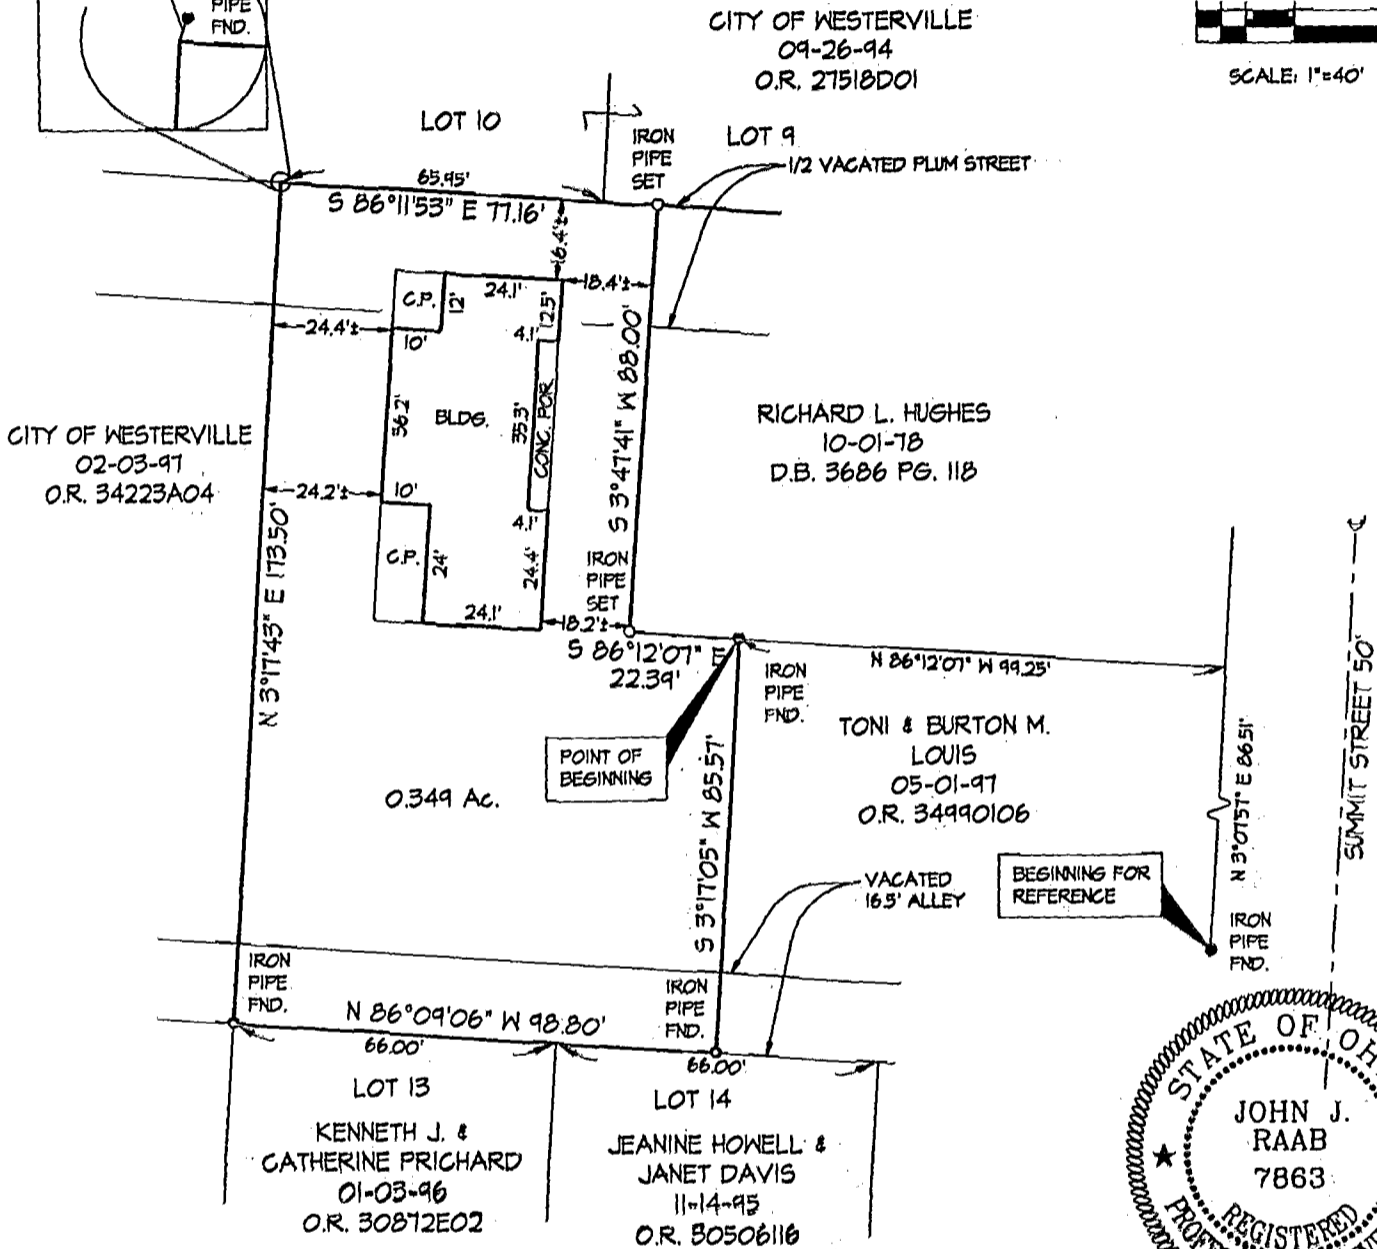 PIPE
FND.
CITY OF WESTERVILLE
09-26-94
O.R. 27518D01
SCALE: 1"=40'
LOT 10
IRON
PIPE
SET
LOT 9
1/2 VACATED PLUM STREET
65.95'
S 86°11'53" E 77.16'
16.4'±
18.4'±
C.P.
12'
24.1'
12.5'
24.4'±
10'
4.1'
36.2'
BLDG.
35.3'
CONC. POR
S 3°47'41" W 88.00'
RICHARD L. HUGHES
10-01-78
D.B. 3686 PG. 118
CITY OF WESTERVILLE
02-03-97
O.R. 34223A04
24.2'±
10'
4.1'
C.P.
24'
24.4'
24.1'
18.2'±
IRON
PIPE
SET
N 3°17'43" E 173.50'
S 86°12'07" E
22.39'
IRON
PIPE
FND.
N 86°12'07" W 99.25'
POINT OF
BEGINNING
TONI & BURTON M.
LOUIS
05-01-97
O.R. 34990I06
0.349 Ac.
S 3°17'05" W 85.57'
N 3°07'57" E 86.51'
SUMMIT STREET 50'
VACATED
16.5' ALLEY
BEGINNING FOR
REFERENCE
IRON
PIPE
FND.
IRON
PIPE
FND.
IRON
PIPE
FND.
N 86°09'06" W 98.80'
66.00'
66.00'
LOT 13
KENNETH J. &
CATHERINE PRICHARD
01-03-96
O.R. 30872E02
LOT 14
JEANINE HOWELL &
JANET DAVIS
11-14-95
O.R. 30506I16
STATE OF OH
JOHN J.
RAAB
7863
REGISTERED